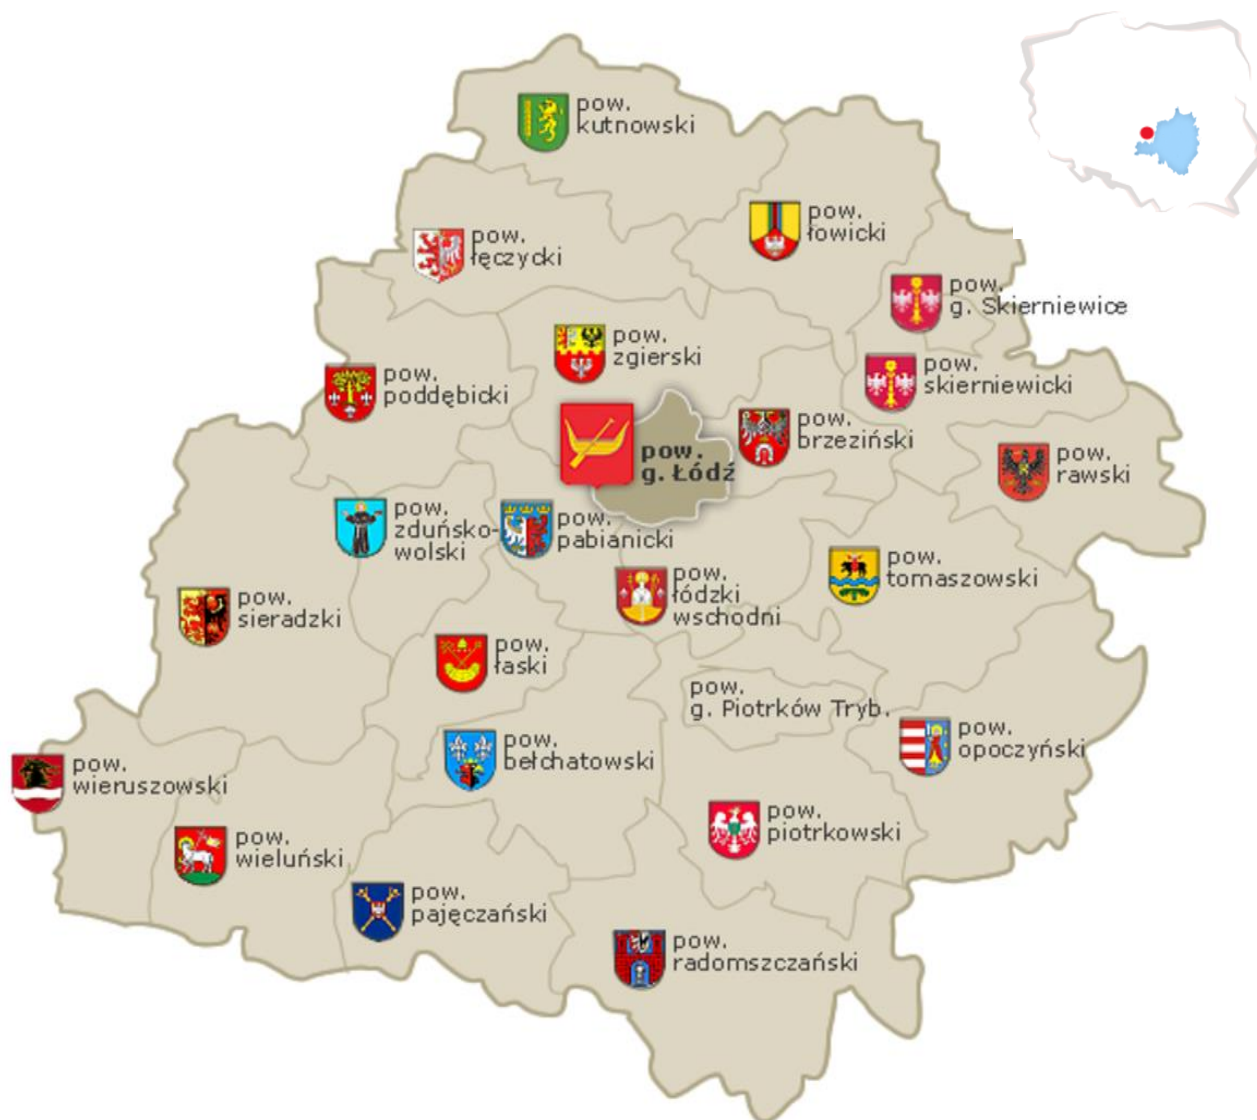 pow.
kutnowski
pow.
łowicki
pow.
łęczycki
pow.
g. Skierniewice
pow.
zgierski
pow.
skierniewicki
pow.
poddębicki
pow.
brzeziński
pow.
g. Łódź
pow.
rawski
pow.
zduńsko-
wolski
pow.
pabianicki
pow.
tomaszowski
pow.
łódzki
wschodni
pow.
sieradzki
pow.
łaski
pow.
g. Piotrków Tryb.
pow.
opoczyński
pow.
bełchatowski
pow.
wieruszowski
pow.
piotrkowski
pow.
wieluński
pow.
pajęczański
pow.
radomszczański